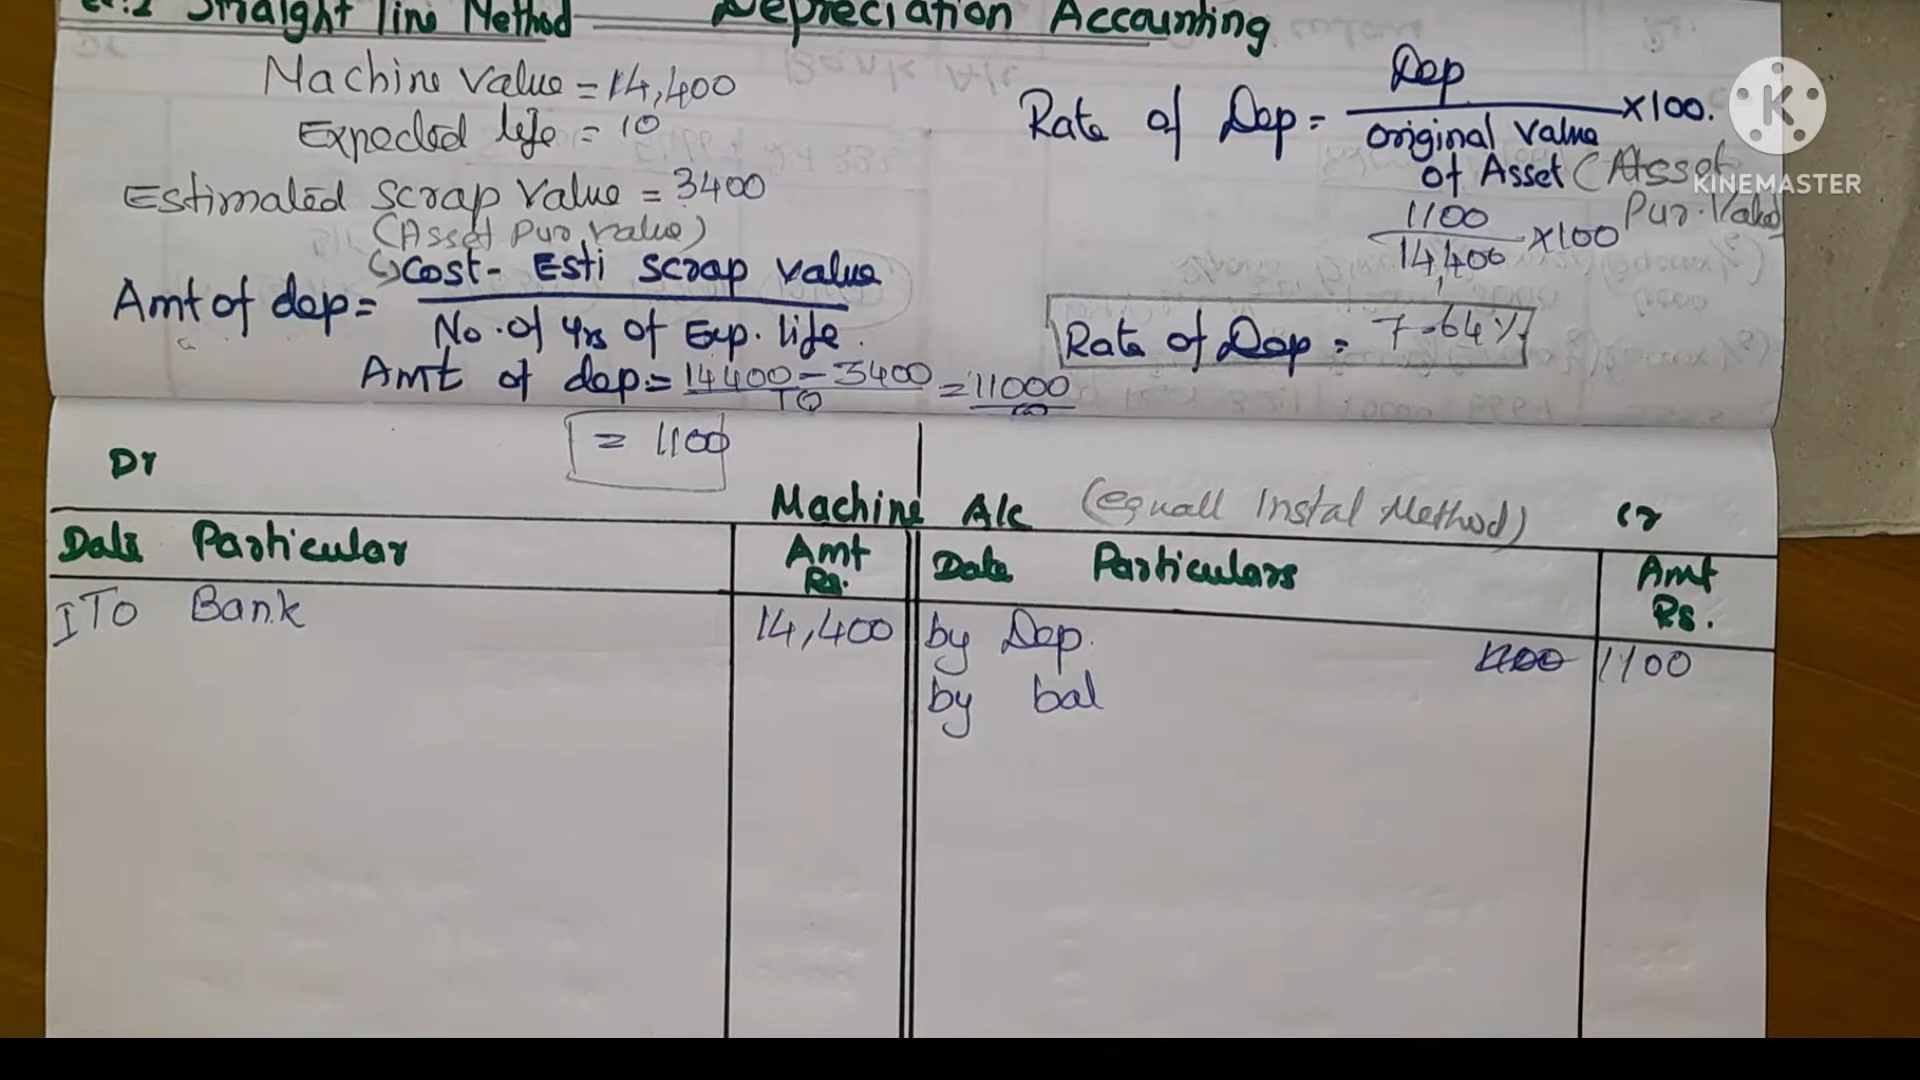 Ex.2 Straight line Method Depreciation Accounting
Machine Value = 14,400
Expected life = 10
Estimated Scrap Value = 3400
(Asset Pur Value)
Amt of dep = Cost - Esti scrap value
No. of yrs of Exp. life.
Amt of dep = 14400 - 3400 = 11000
10 10
= 1100
Rate of Dep = Dep ×100.
Original Value
of Asset (Asset
Pur. Value)
1100 ×100
14,400
Rate of Dep = 7.64%
KINEMASTER
Dr Machine A/c (equall Instal Method) Cr
Date Particular Amt Rs. Date Particulars Amt Rs.
I TO Bank 14,400 by Dep. 1100
by bal